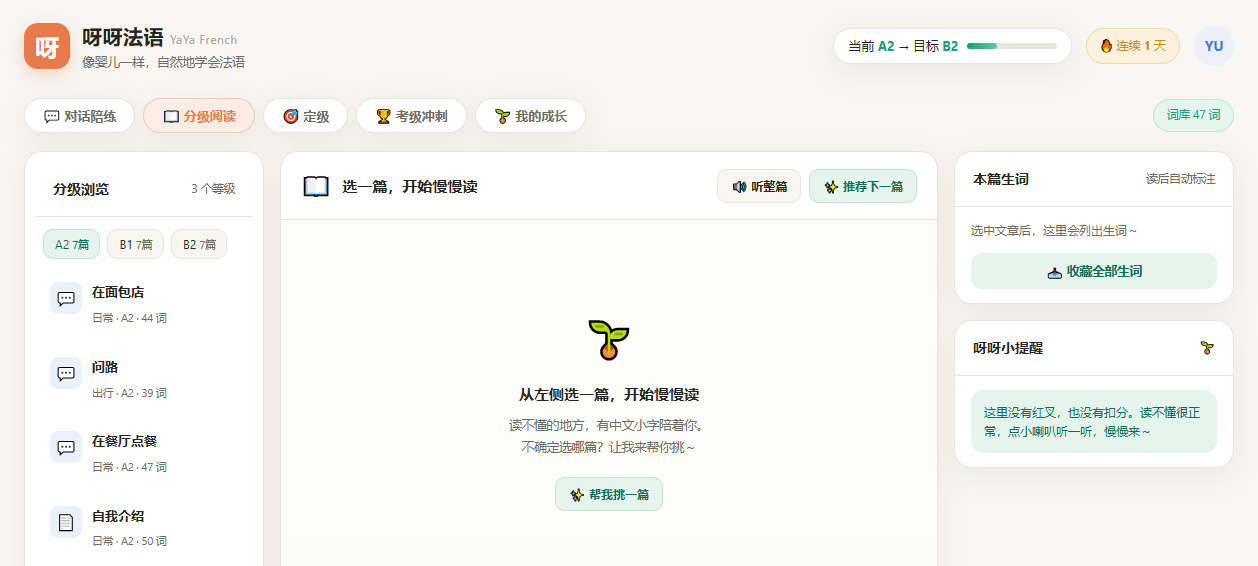 呀
呀呀法语 YaYa French
像婴儿一样，自然地学会法语
当前 A2 → 目标 B2
连续 1 天
YU
对话陪练
分级阅读
定级
考级冲刺
我的成长
词库 47 词
分级浏览
3 个等级
A2 7篇
B1 7篇
B2 7篇
在面包店
日常 · A2 · 44 词
问路
出行 · A2 · 39 词
在餐厅点餐
日常 · A2 · 47 词
自我介绍
日常 · A2 · 50 词
选一篇，开始慢慢读
听整篇
推荐下一篇
从左侧选一篇，开始慢慢读
读不懂的地方，有中文小字陪着你。
不确定选哪篇？让我来帮你挑～
帮我挑一篇
本篇生词
读后自动标注
选中文章后，这里会列出生词～
收藏全部生词
呀呀小提醒
这里没有红叉，也没有扣分。读不懂很正
常，点小喇叭听一听，慢慢来～